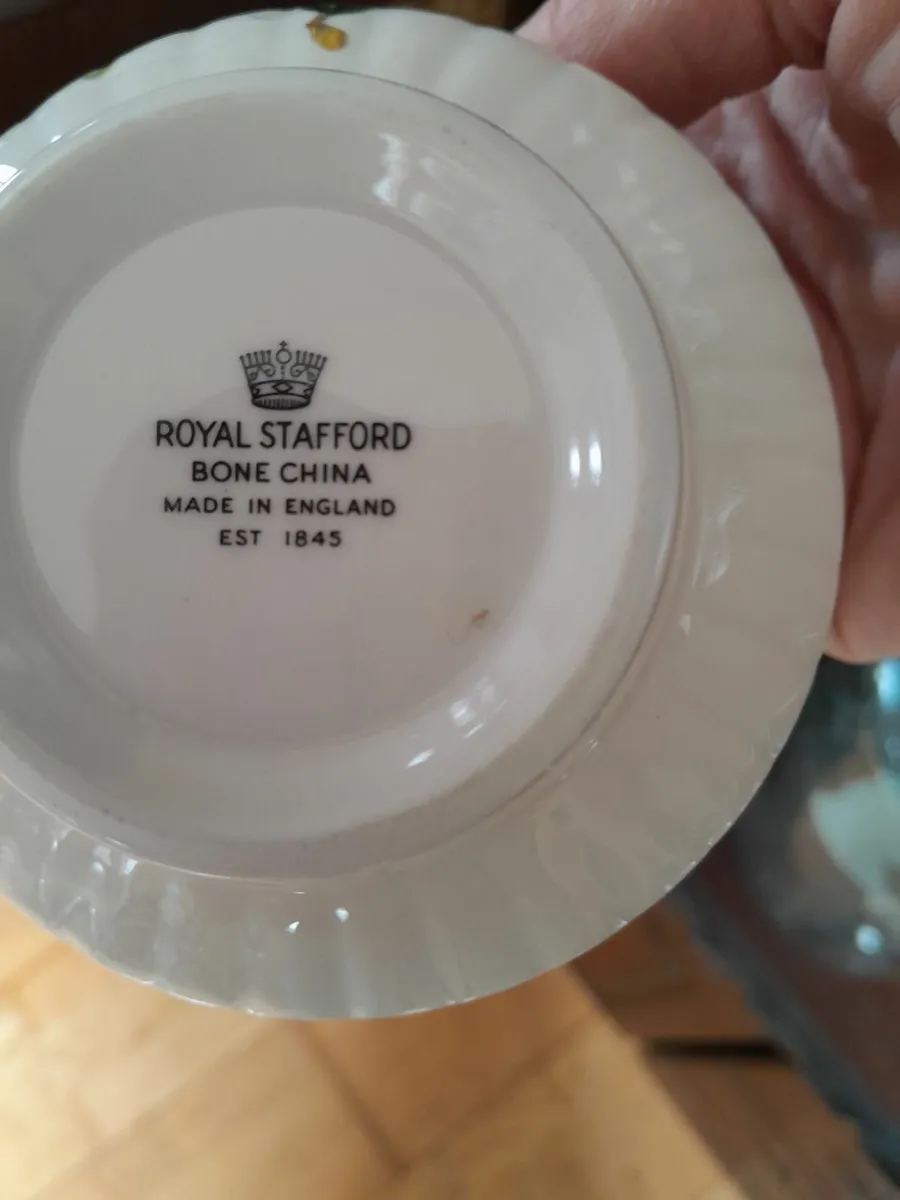 ROYAL STAFFORD
BONE CHINA
MADE IN ENGLAND
EST 1845